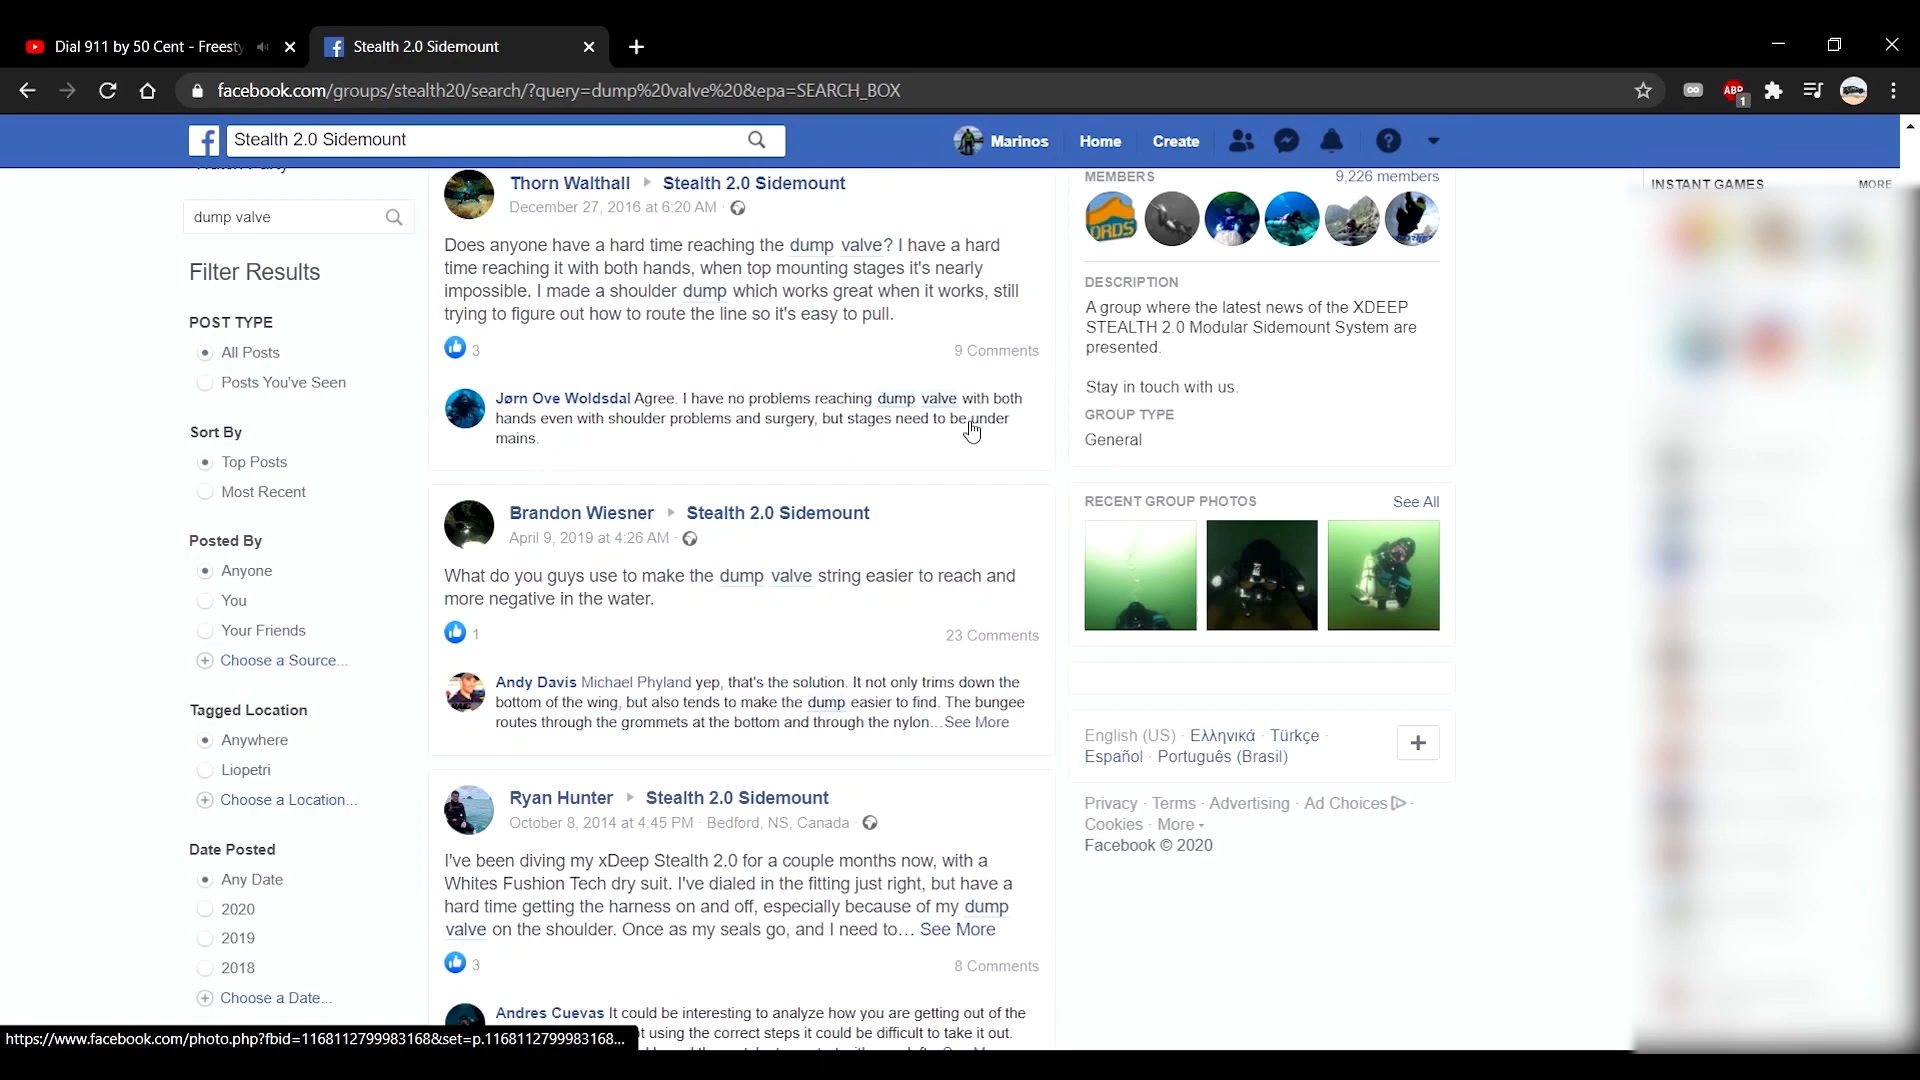 Dial 911 by 50 Cent - Freesty
Stealth 2.0 Sidemount
facebook.com/groups/stealth20/search/?query=dump%20valve%20&epa=SEARCH_BOX
ABP
1
Stealth 2.0 Sidemount
Marinos
Home
Create
dump valve
Filter Results
POST TYPE
All Posts
Posts You've Seen
Sort By
Top Posts
Most Recent
Posted By
Anyone
You
Your Friends
Choose a Source...
Tagged Location
Anywhere
Liopetri
Choose a Location...
Date Posted
Any Date
2020
2019
2018
Choose a Date...
Thorn Walthall Stealth 2.0 Sidemount
December 27, 2016 at 6:20 AM ·
Does anyone have a hard time reaching the dump valve? I have a hard
time reaching it with both hands, when top mounting stages it's nearly
impossible. I made a shoulder dump which works great when it works, still
trying to figure out how to route the line so it's easy to pull.
3
9 Comments
Jørn Ove Woldsdal Agree. I have no problems reaching dump valve with both
hands even with shoulder problems and surgery, but stages need to be under
mains.
Brandon Wiesner Stealth 2.0 Sidemount
April 9, 2019 at 4:26 AM ·
What do you guys use to make the dump valve string easier to reach and
more negative in the water.
1
23 Comments
Andy Davis Michael Phyland yep, that's the solution. It not only trims down the
bottom of the wing, but also tends to make the dump easier to find. The bungee
routes through the grommets at the bottom and through the nylon...See More
Ryan Hunter Stealth 2.0 Sidemount
October 8, 2014 at 4:45 PM · Bedford, NS, Canada ·
I've been diving my xDeep Stealth 2.0 for a couple months now, with a
Whites Fushion Tech dry suit. I've dialed in the fitting just right, but have a
hard time getting the harness on and off, especially because of my dump
valve on the shoulder. Once as my seals go, and I need to... See More
3
8 Comments
Andres Cuevas It could be interesting to analyze how you are getting out of the
t using the correct steps it could be difficult to take it out.
MEMBERS
9,226 members
ORDS
DESCRIPTION
A group where the latest news of the XDEEP
STEALTH 2.0 Modular Sidemount System are
presented.
Stay in touch with us.
GROUP TYPE
General
RECENT GROUP PHOTOS
See All
English (US) · Ελληνικά · Türkçe ·
Español · Português (Brasil)
Privacy · Terms · Advertising · Ad Choices ·
Cookies · More
Facebook © 2020
INSTANT GAMES
MORE
https://www.facebook.com/photo.php?fbid=1168112799983168&set=p.1168112799983168...